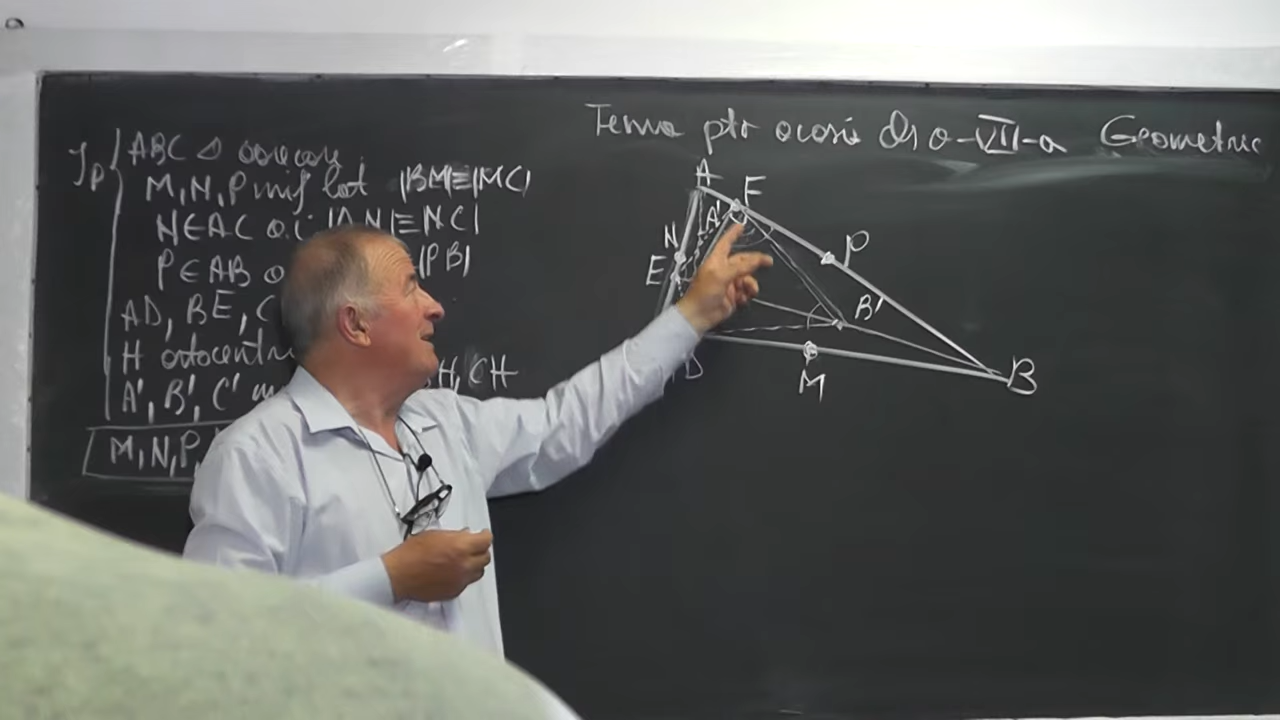 Tema ptr acasă cls a-VII-a Geometrie
Ip ABC △ oarecare
M, N, P mij lat |BM|≡|MC|
N∈AC a.î |AN|≡|NC|
P∈AB |PB|
AD, BE, C
H ortocentru
A', B', C' H, CH
M, N, P,
A
F
A'
N
P
E
B'
D
M
B